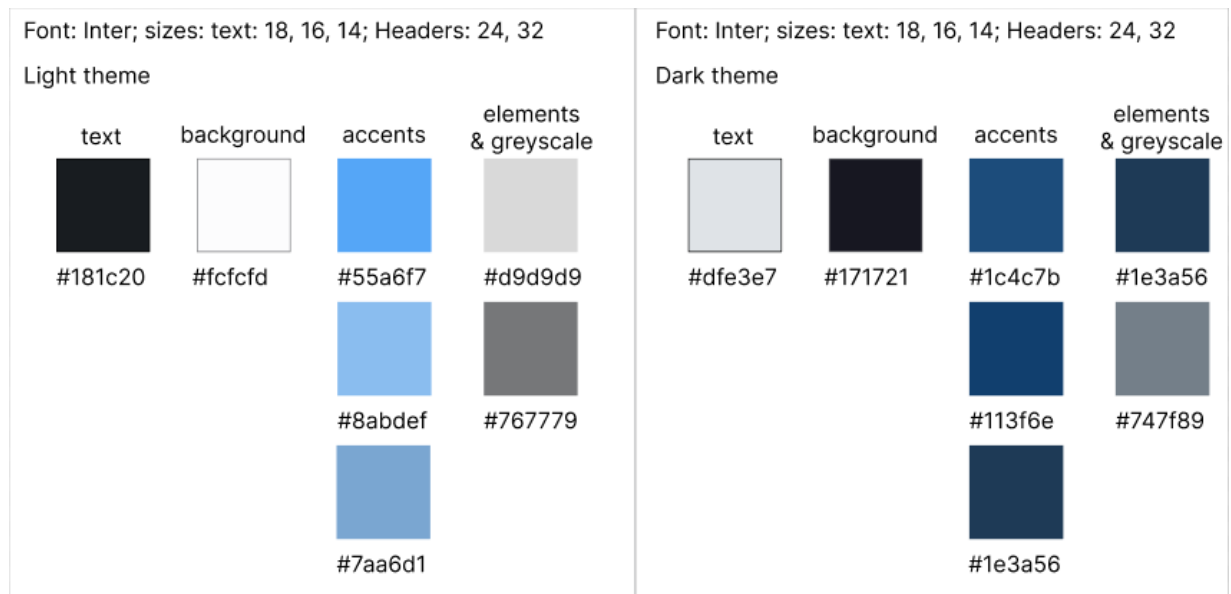 Font: Inter; sizes: text: 18, 16, 14; Headers: 24, 32
Light theme
text
background
accents
elements
& greyscale
#181c20
#fcfcfd
#55a6f7
#d9d9d9
#8abdef
#767779
#7aa6d1
Font: Inter; sizes: text: 18, 16, 14; Headers: 24, 32
Dark theme
text
background
accents
elements
& greyscale
#dfe3e7
#171721
#1c4c7b
#1e3a56
#113f6e
#747f89
#1e3a56